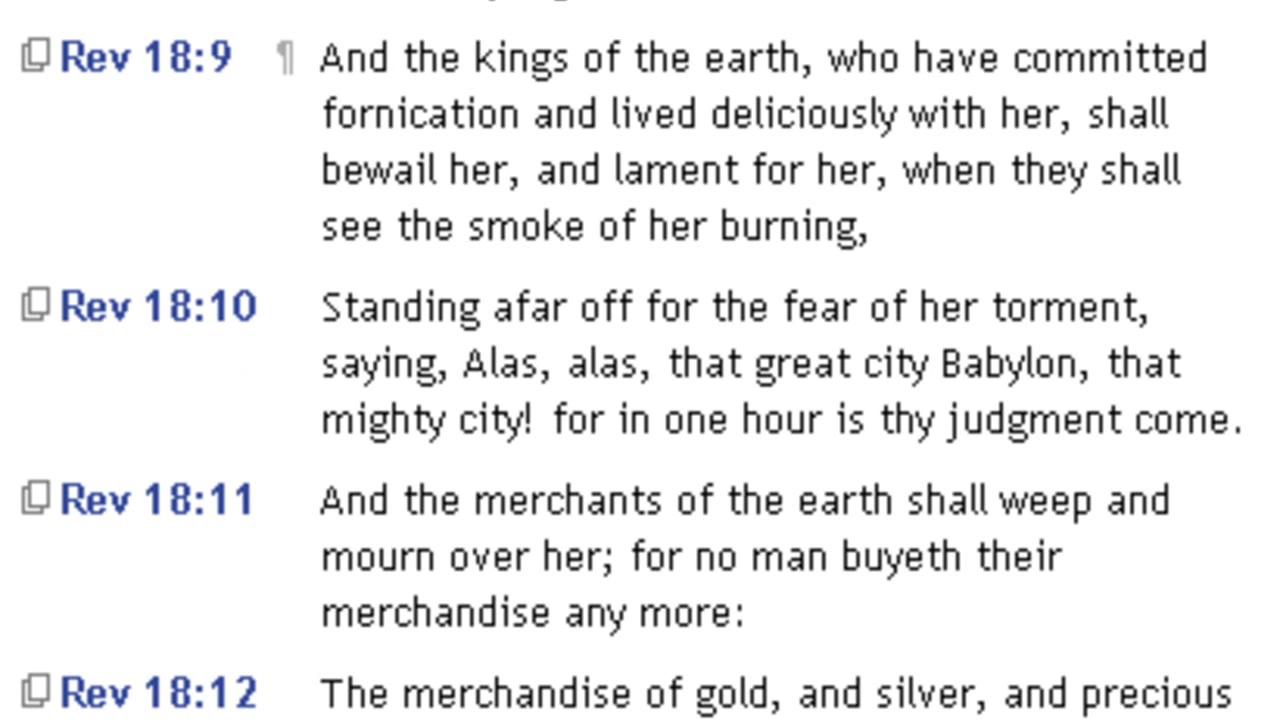 Rev 18:9 ¶ And the kings of the earth, who have committed
fornication and lived deliciously with her, shall
bewail her, and lament for her, when they shall
see the smoke of her burning,
Rev 18:10 Standing afar off for the fear of her torment,
saying, Alas, alas, that great city Babylon, that
mighty city! for in one hour is thy judgment come.
Rev 18:11 And the merchants of the earth shall weep and
mourn over her; for no man buyeth their
merchandise any more:
Rev 18:12 The merchandise of gold, and silver, and precious